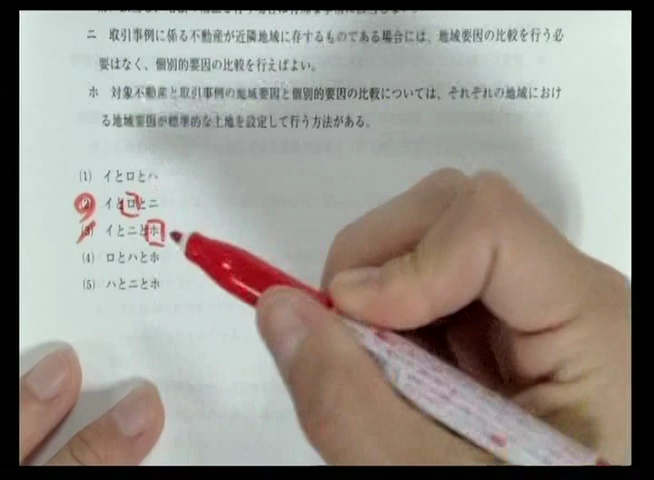 ニ 取引事例に係る不動産が近隣地域に存するものである場合には、地域要因の比較を行う必
要はなく、個別的要因の比較を行えばよい。
ホ 対象不動産と取引事例の地域要因と個別的要因の比較については、それぞれの地域におけ
る地域要因が標準的な土地を設定して行う方法がある。
(1) イとロとハ
イとロとニ
(3) イとニとホ
(4) ロとハとホ
(5) ハとニとホ